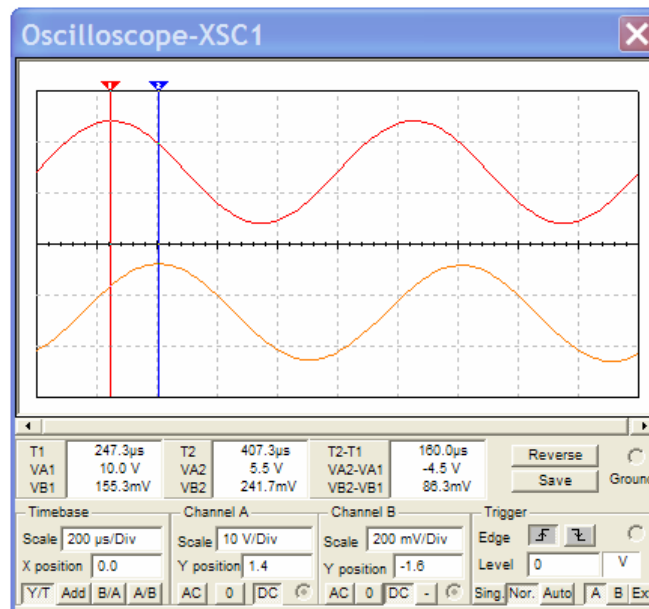 Oscilloscope-XSC1
1 2
T1 247.3µs T2 407.3µs T2-T1 160.0µs Reverse
VA1 10.0 V VA2 5.5 V VA2-VA1 -4.5 V
VB1 155.3mV VB2 241.7mV VB2-VB1 86.3mV Save Ground
Timebase Channel A Channel B Trigger
Scale 200 µs/Div Scale 10 V/Div Scale 200 mV/Div Edge
X position 0.0 Y position 1.4 Y position -1.6 Level 0 V
Y/T Add B/A A/B AC 0 DC AC 0 DC - Sing. Nor. Auto A B Ex